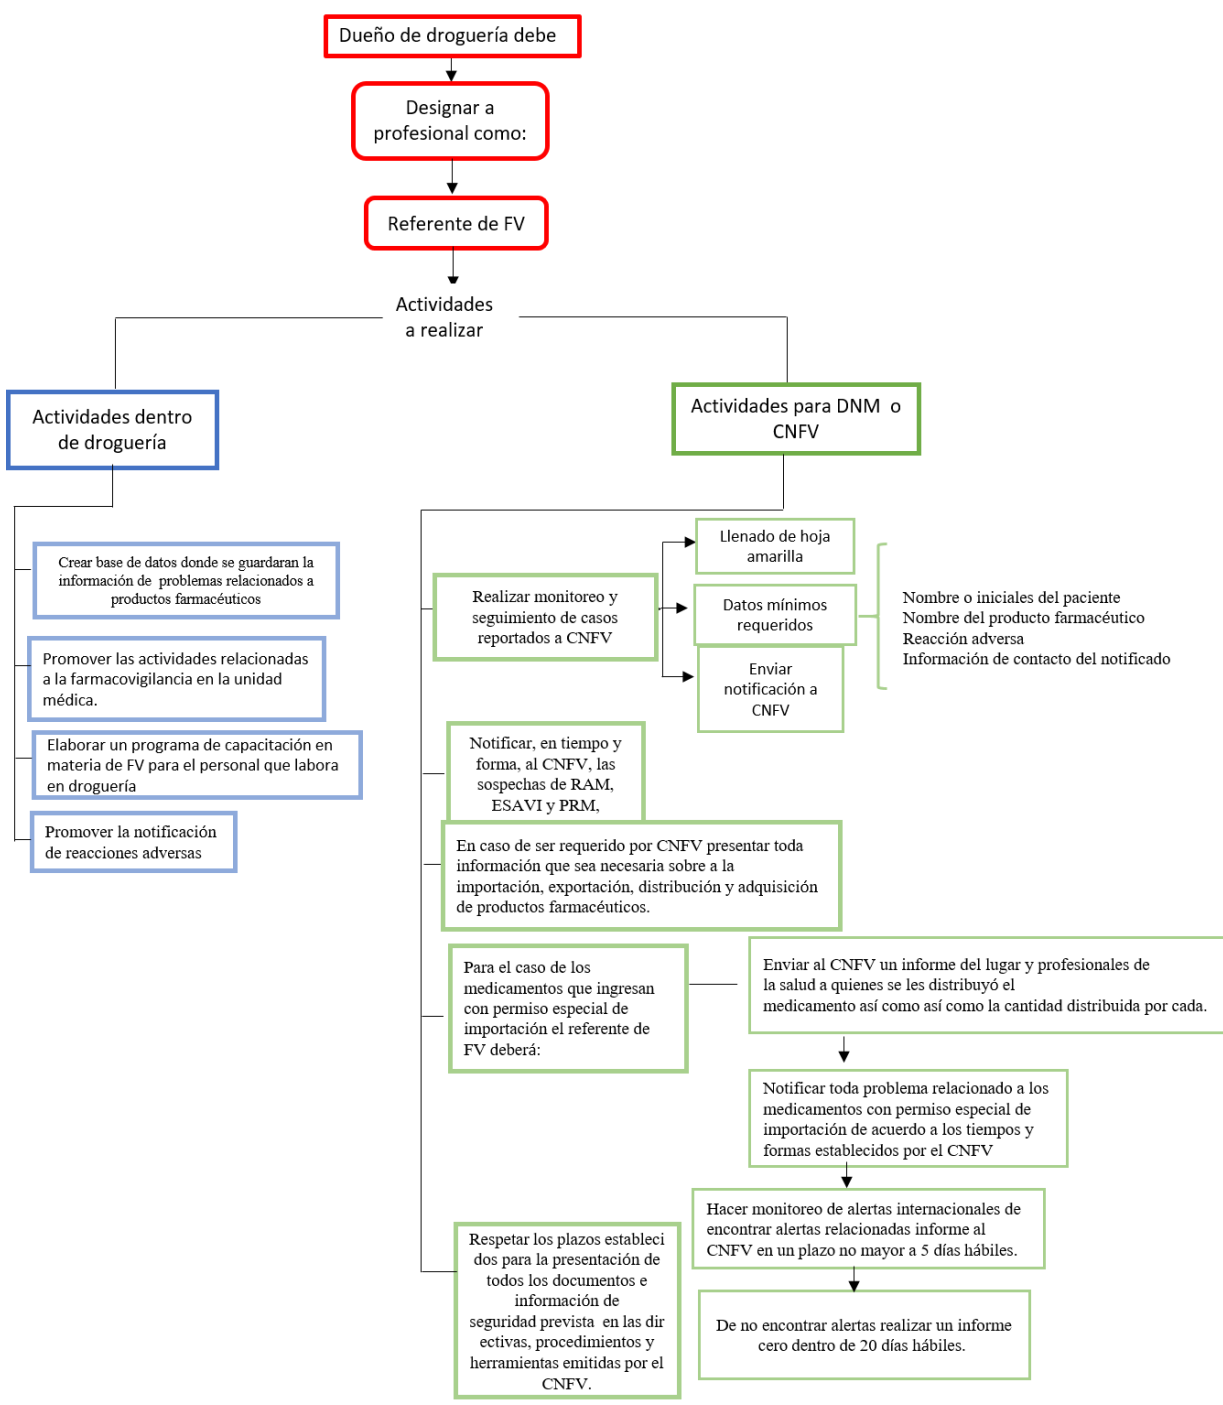 Dueño de droguería debe
Designar a
profesional como:
Referente de FV
Actividades
a realizar
Actividades dentro
de droguería
Crear base de datos donde se guardaran la
información de problemas relacionados a
productos farmacéuticos
Promover las actividades relacionadas
a la farmacovigilancia en la unidad
médica.
Elaborar un programa de capacitación en
materia de FV para el personal que labora
en droguería
Promover la notificación
de reacciones adversas
Actividades para DNM o
CNFV
Realizar monitoreo y
seguimiento de casos
reportados a CNFV
Llenado de hoja
amarilla
Datos mínimos
requeridos
Enviar
notificación a
CNFV
Nombre o iniciales del paciente
Nombre del producto farmacéutico
Reacción adversa
Información de contacto del notificado
Notificar, en tiempo y
forma, al CNFV, las
sospechas de RAM,
ESAVI y PRM,
En caso de ser requerido por CNFV presentar toda
información que sea necesaria sobre a la
importación, exportación, distribución y adquisición
de productos farmacéuticos.
Para el caso de los
medicamentos que ingresan
con permiso especial de
importación el referente de
FV deberá:
Enviar al CNFV un informe del lugar y profesionales de
la salud a quienes se les distribuyó el
medicamento así como así como la cantidad distribuida por cada.
Notificar toda problema relacionado a los
medicamentos con permiso especial de
importación de acuerdo a los tiempos y
formas establecidos por el CNFV
Hacer monitoreo de alertas internacionales de
encontrar alertas relacionadas informe al
CNFV en un plazo no mayor a 5 días hábiles.
De no encontrar alertas realizar un informe
cero dentro de 20 días hábiles.
Respetar los plazos estableci
dos para la presentación de
todos los documentos e
información de
seguridad prevista en las dir
ectivas, procedimientos y
herramientas emitidas por el
CNFV.